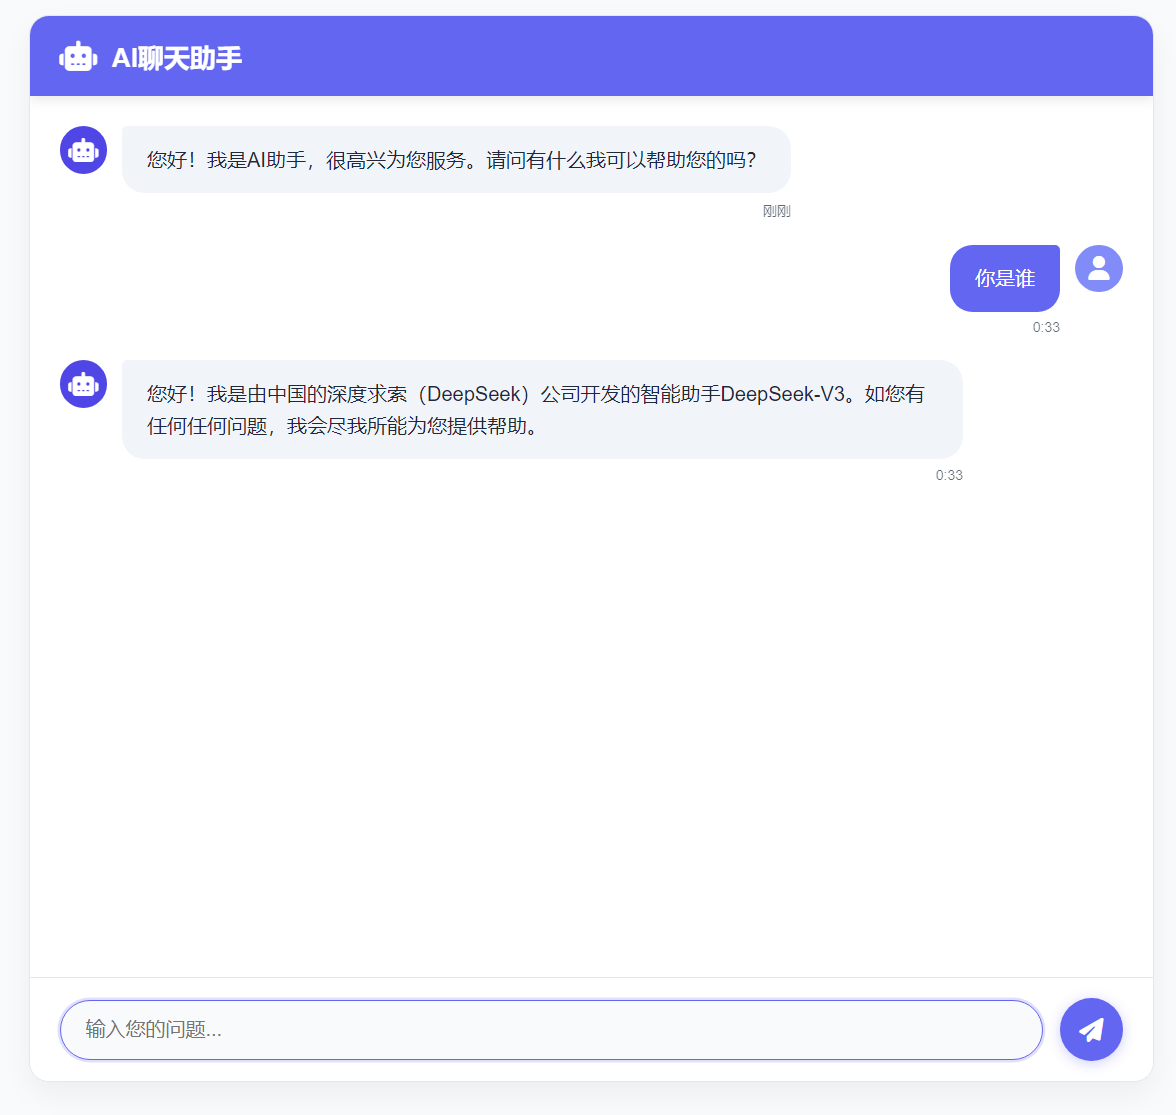 AI聊天助手
您好！我是AI助手，很高兴为您服务。请问有什么我可以帮助您的吗？
刚刚
你是谁
0:33
您好！我是由中国的深度求索（DeepSeek）公司开发的智能助手DeepSeek-V3。如您有
任何任何问题，我会尽我所能为您提供帮助。
0:33
输入您的问题...